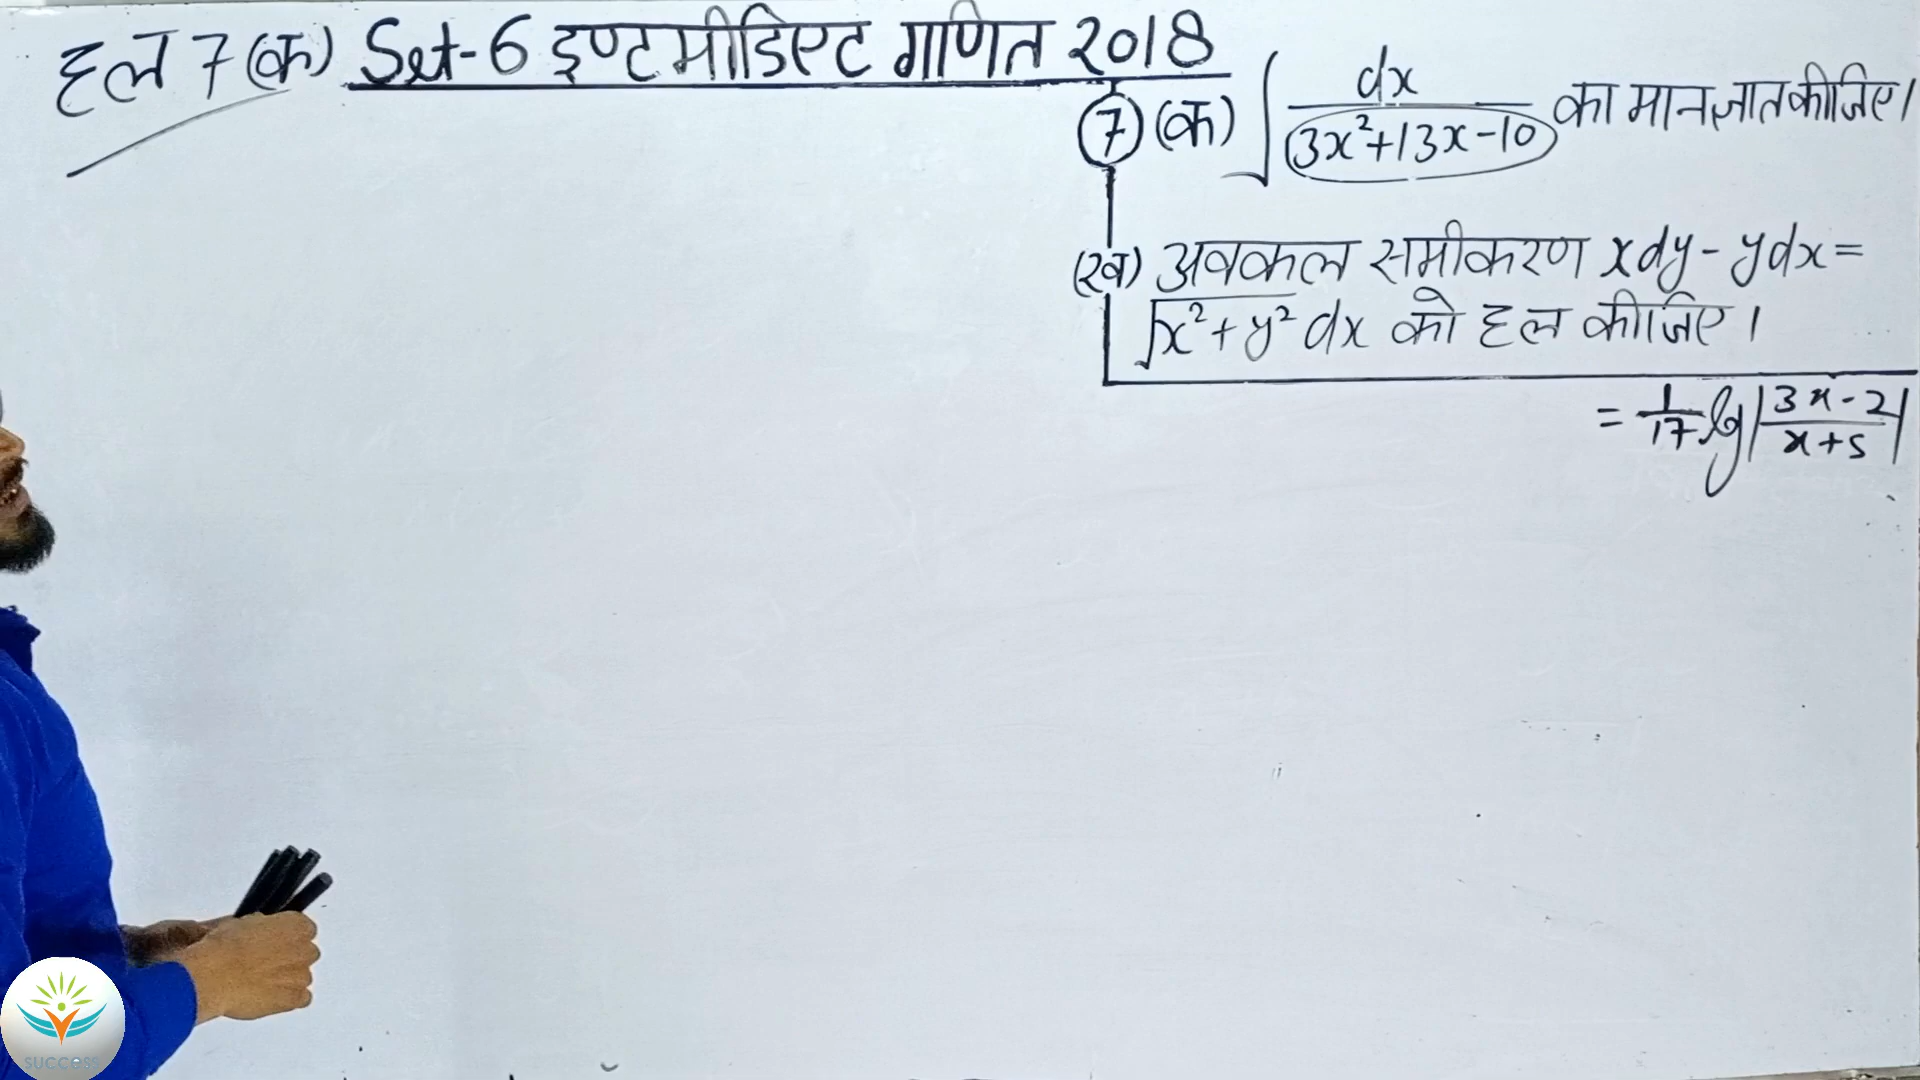 हल 7 (क) Set-6 इण्टमीडिएट गणित 2018
7 (क) ∫ dx / (3x²+13x-10) का मान ज्ञात कीजिए।
(ख) अवकल समीकरण xdy - ydx =
√x²+y² dx को हल कीजिए।
= 1/17 log |3x-2 / x+5|
SUCCESS